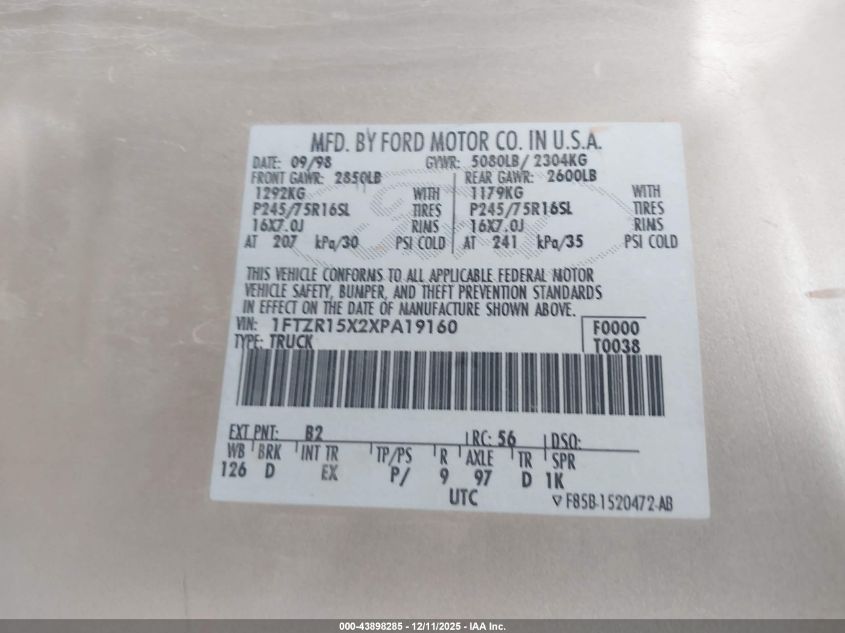 MFD. BY FORD MOTOR CO. IN U.S.A.
DATE: 09/98 GVWR: 5080LB/ 2304KG
FRONT GAWR: 2850LB REAR GAWR: 2600LB
1292KG WITH 1179KG WITH
P245/75R16SL TIRES P245/75R16SL TIRES
16X7.0J RIMS 16X7.0J RIMS
AT 207 kPa/30 PSI COLD AT 241 kPa/35 PSI COLD
THIS VEHICLE CONFORMS TO ALL APPLICABLE FEDERAL MOTOR
VEHICLE SAFETY, BUMPER, AND THEFT PREVENTION STANDARDS
IN EFFECT ON THE DATE OF MANUFACTURE SHOWN ABOVE.
VIN: 1FTZR15X2XPA19160 F0000
TYPE: TRUCK T0038
EXT PNT: B2 RC: 56 DSO:
WB BRK INT TR TP/PS R AXLE TR SPR
126 D EX P/ 9 97 D 1K
UTC F85B-1520472-AB
000-43898285 - 12/11/2025 - IAA Inc.